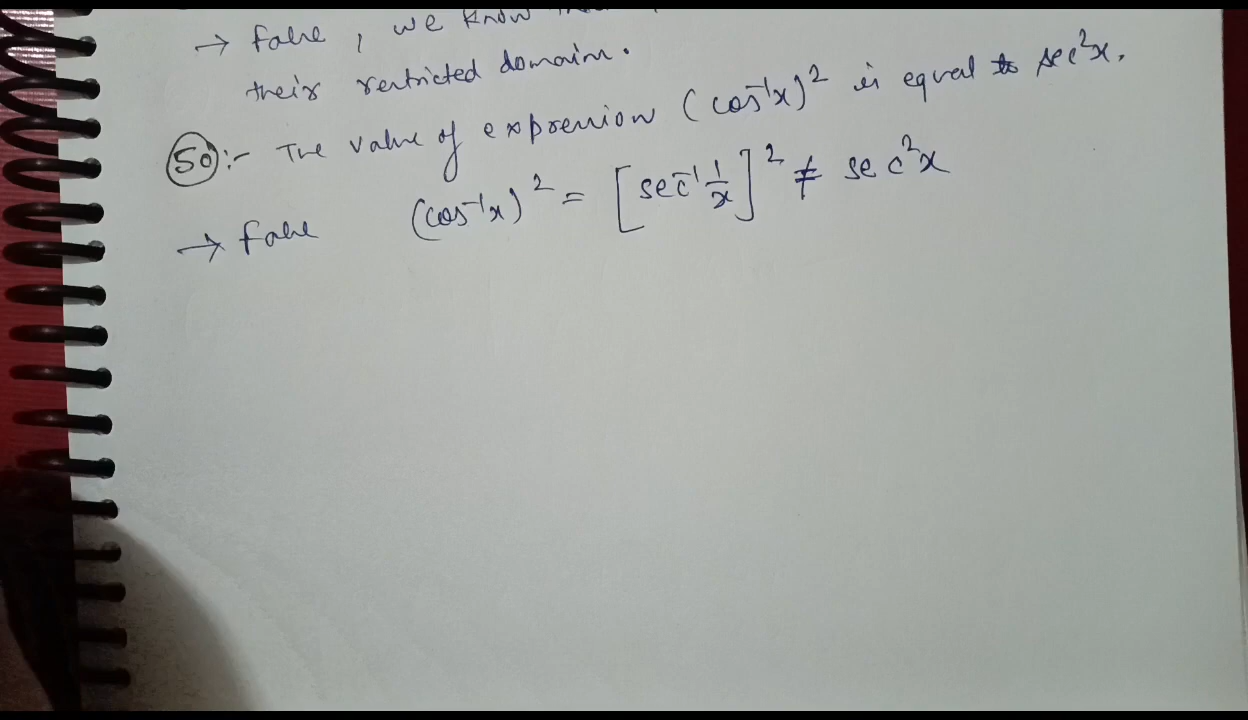 → false, we know
their restricted domain.
50:- The value of expression (cos⁻¹x)² is equal to sec²x.
→ false (cos⁻¹x)² = [sec⁻¹ 1/x]² ≠ sec²x